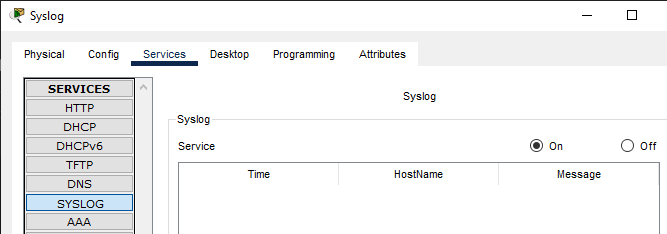 Syslog
Physical Config Services Desktop Programming Attributes
SERVICES
HTTP
DHCP
DHCPv6
TFTP
DNS
SYSLOG
AAA
Syslog
Syslog
Service On Off
Time HostName Message